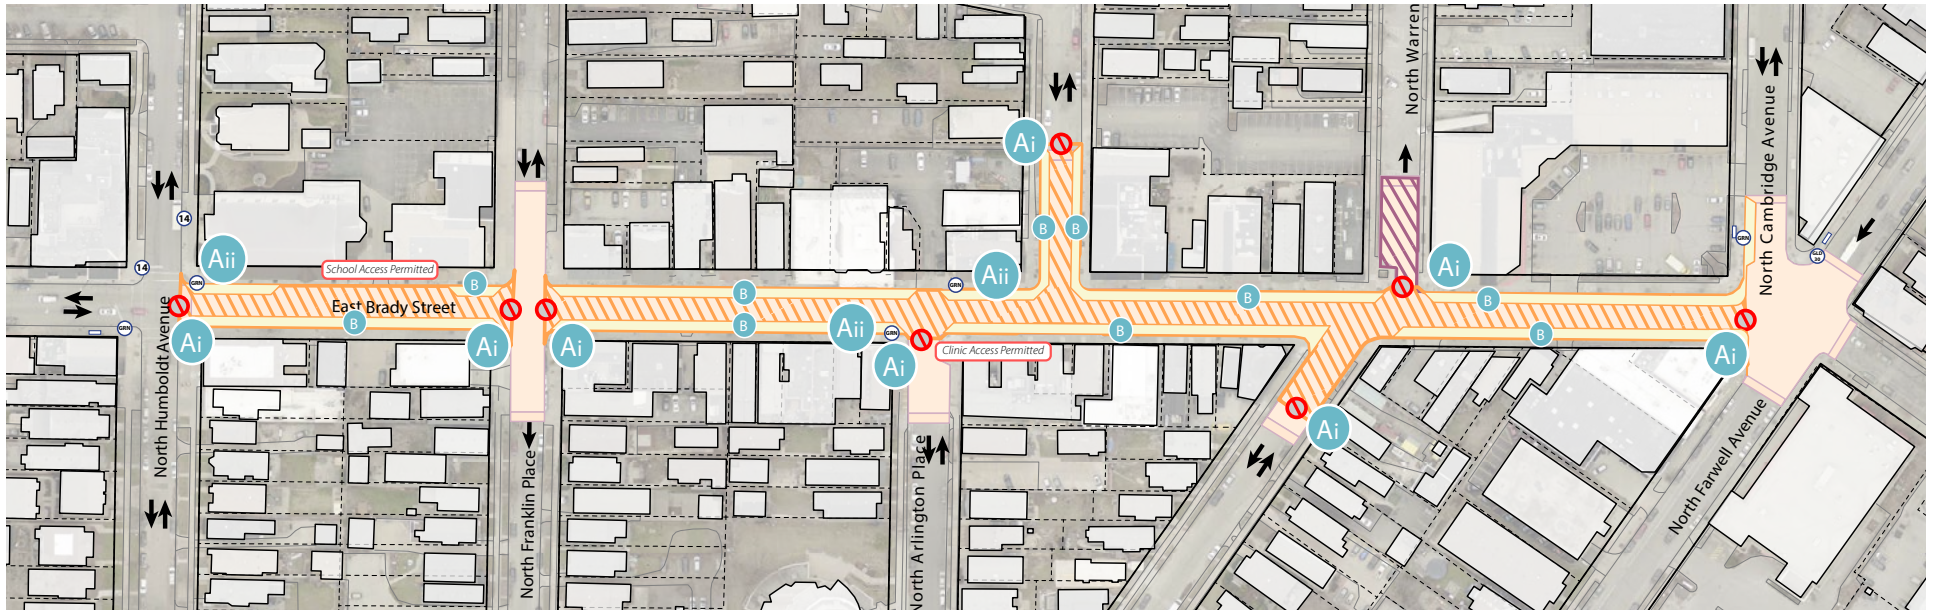 North Warren
North Cambridge Avenue
Ai
14
B
B
Aii
14
School Access Permitted
GRN
GRN
B
Aii
GRN
B
B
B
Ai
GLD
30
East Brady Street
North Humboldt Avenue
B
GRN
Ai
Ai
Ai
B
Aii
GRN
B
B
Ai
Clinic Access Permitted
Ai
Ai
North Franklin Place
North Arlington Place
North Farwell Avenue